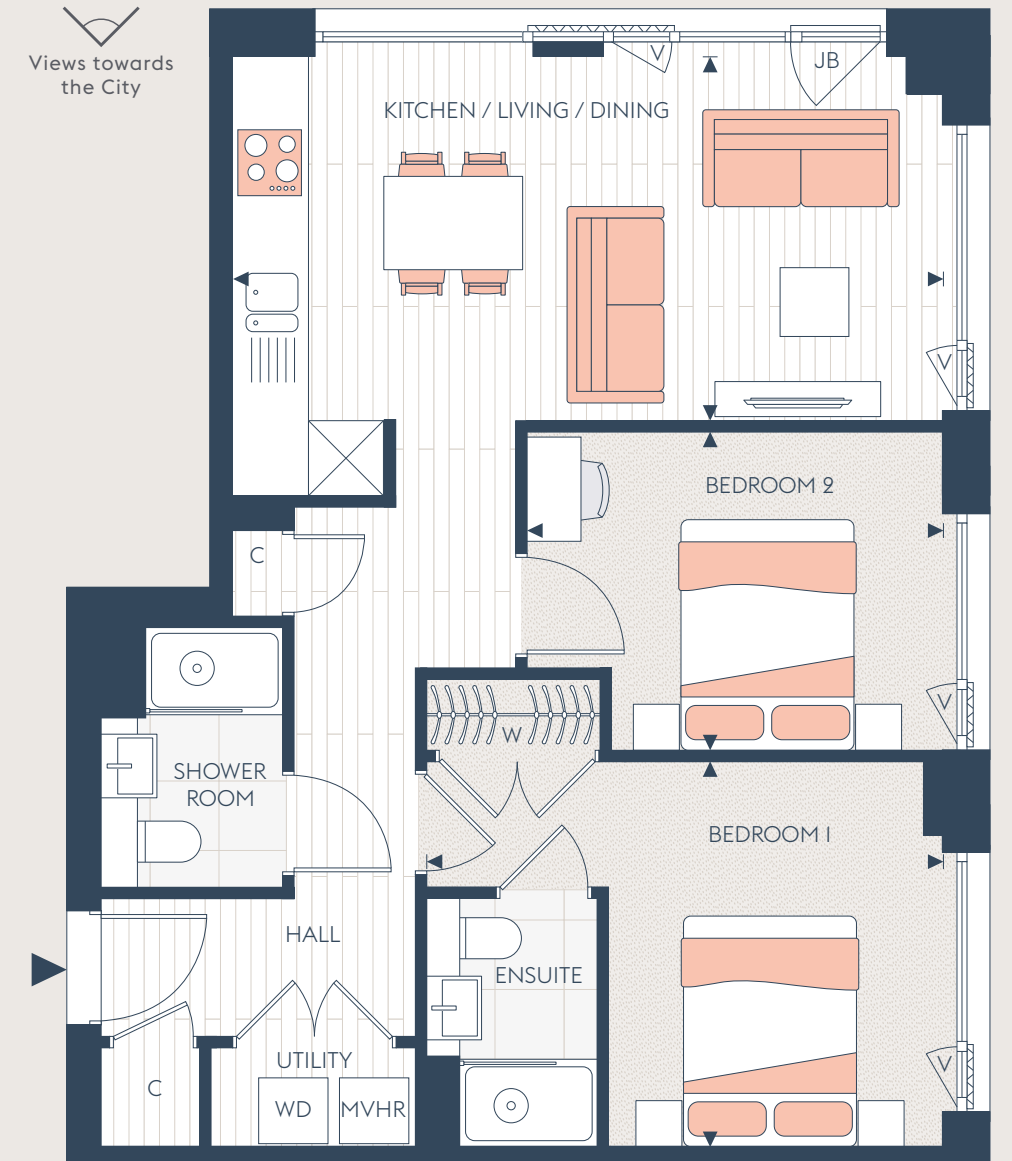 Views towards
the City
V
JB
KITCHEN / LIVING / DINING
V
BEDROOM 2
C
V
W
SHOWER
ROOM
BEDROOM 1
HALL
ENSUITE
UTILITY
V
C
WD
MVHR